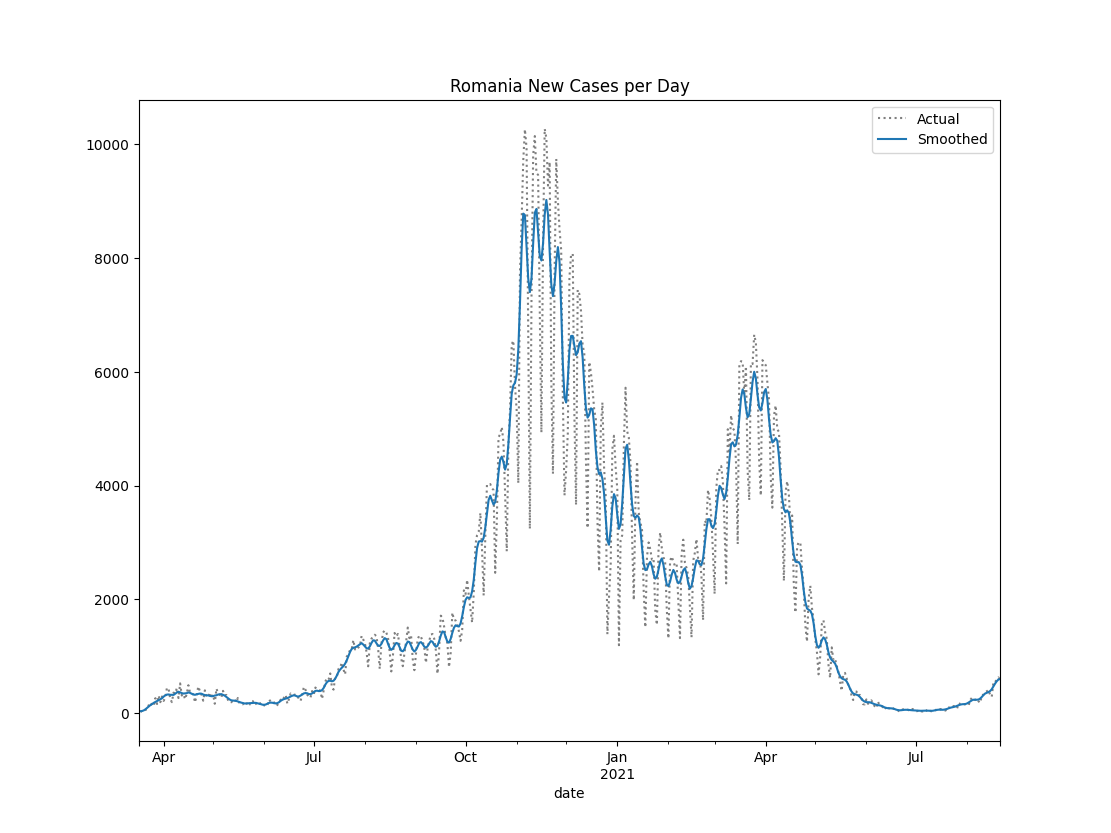 Romania New Cases per Day
Actual
Smoothed
10000
8000
6000
4000
2000
0
Apr
Jul
Oct
Jan
2021
Apr
Jul
date